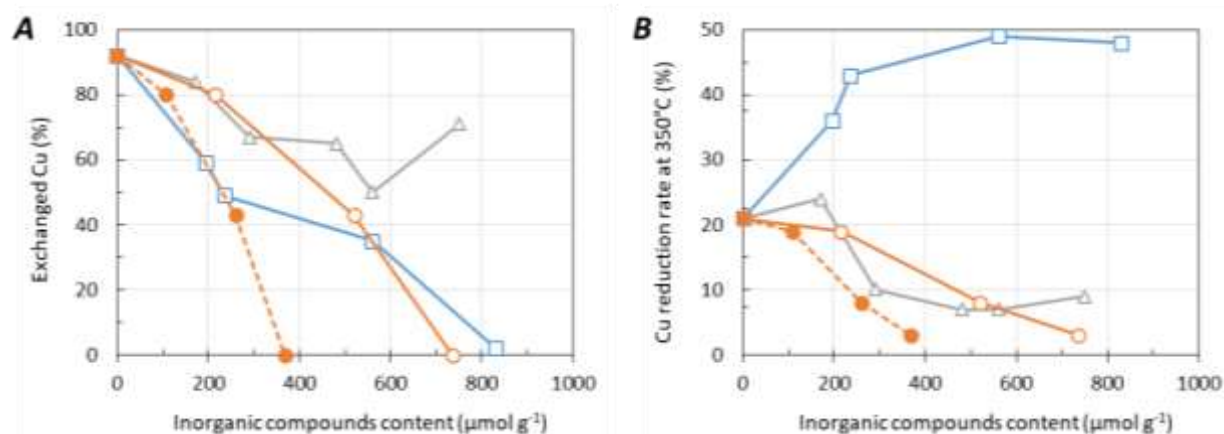 A
Exchanged Cu (%)
100
80
60
40
20
0
0 200 400 600 800 1000
Inorganic compounds content (µmol g⁻¹)
B
Cu reduction rate at 350°C (%)
50
40
30
20
10
0
0 200 400 600 800 1000
Inorganic compounds content (µmol g⁻¹)